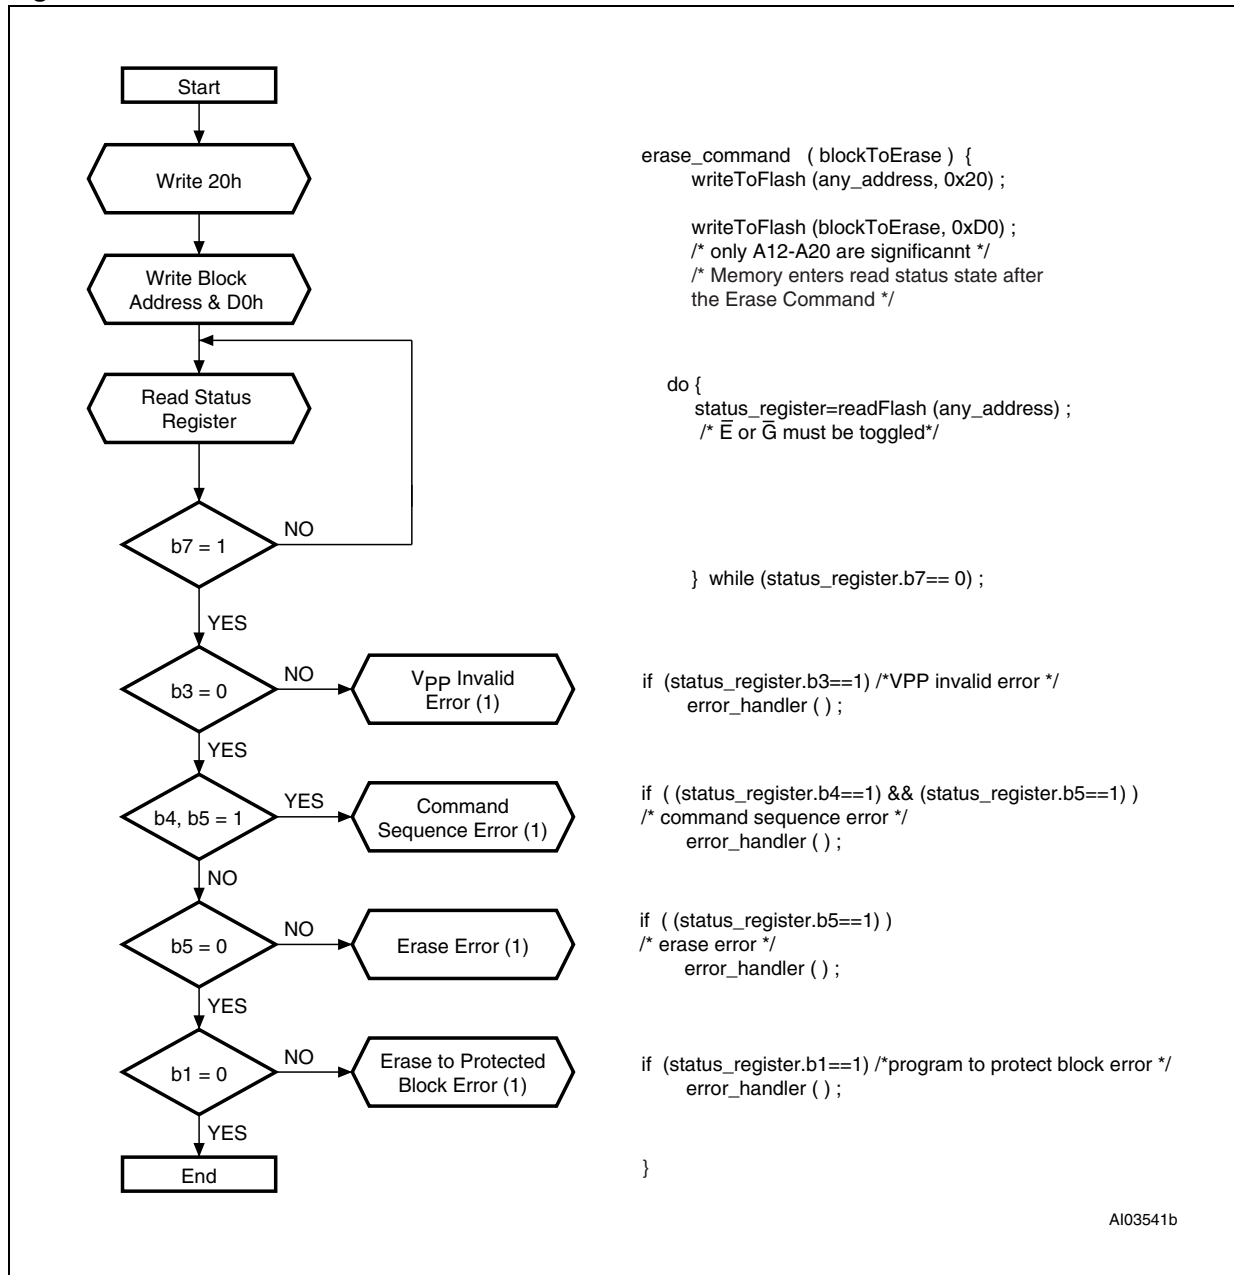 Start
Write 20h
Write Block
Address & D0h
Read Status
Register
b7 = 1
NO
YES
b3 = 0
NO
VPP Invalid
Error (1)
YES
b4, b5 = 1
YES
Command
Sequence Error (1)
NO
b5 = 0
NO
Erase Error (1)
YES
b1 = 0
NO
Erase to Protected
Block Error (1)
YES
End
erase_command ( blockToErase ) {
writeToFlash (any_address, 0x20) ;
writeToFlash (blockToErase, 0xD0) ;
/* only A12-A20 are significannt */
/* Memory enters read status state after
the Erase Command */
do {
status_register=readFlash (any_address) ;
/* E̅ or G̅ must be toggled*/
} while (status_register.b7== 0) ;
if (status_register.b3==1) /*VPP invalid error */
error_handler ( ) ;
if ( (status_register.b4==1) && (status_register.b5==1) )
/* command sequence error */
error_handler ( ) ;
if ( (status_register.b5==1) )
/* erase error */
error_handler ( ) ;
if (status_register.b1==1) /*program to protect block error */
error_handler ( ) ;
}
AI03541b